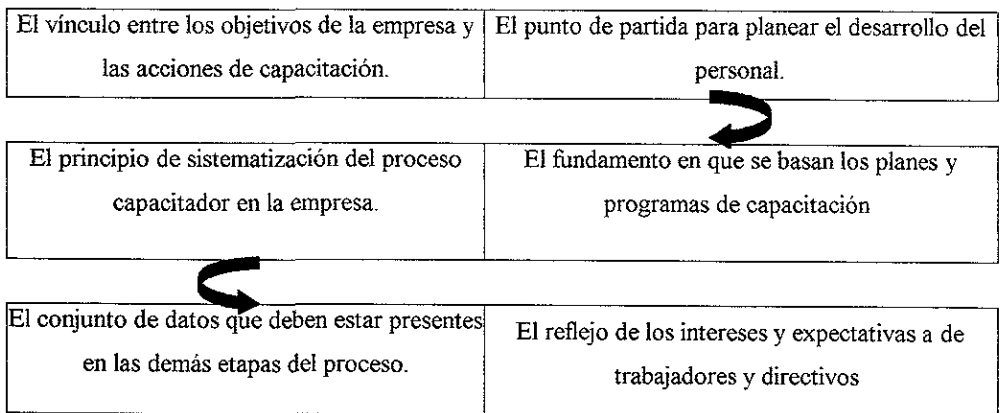 El vínculo entre los objetivos de la empresa y
las acciones de capacitación.
El punto de partida para planear el desarrollo del
personal.
El principio de sistematización del proceso
capacitador en la empresa.
El fundamento en que se basan los planes y
programas de capacitación
El conjunto de datos que deben estar presentes
en las demás etapas del proceso.
El reflejo de los intereses y expectativas a de
trabajadores y directivos